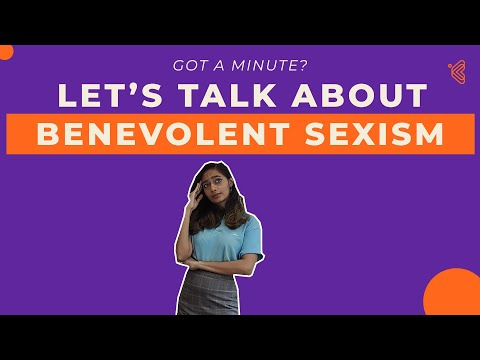 GOT A MINUTE?
LET’S TALK ABOUT
BENEVOLENT SEXISM